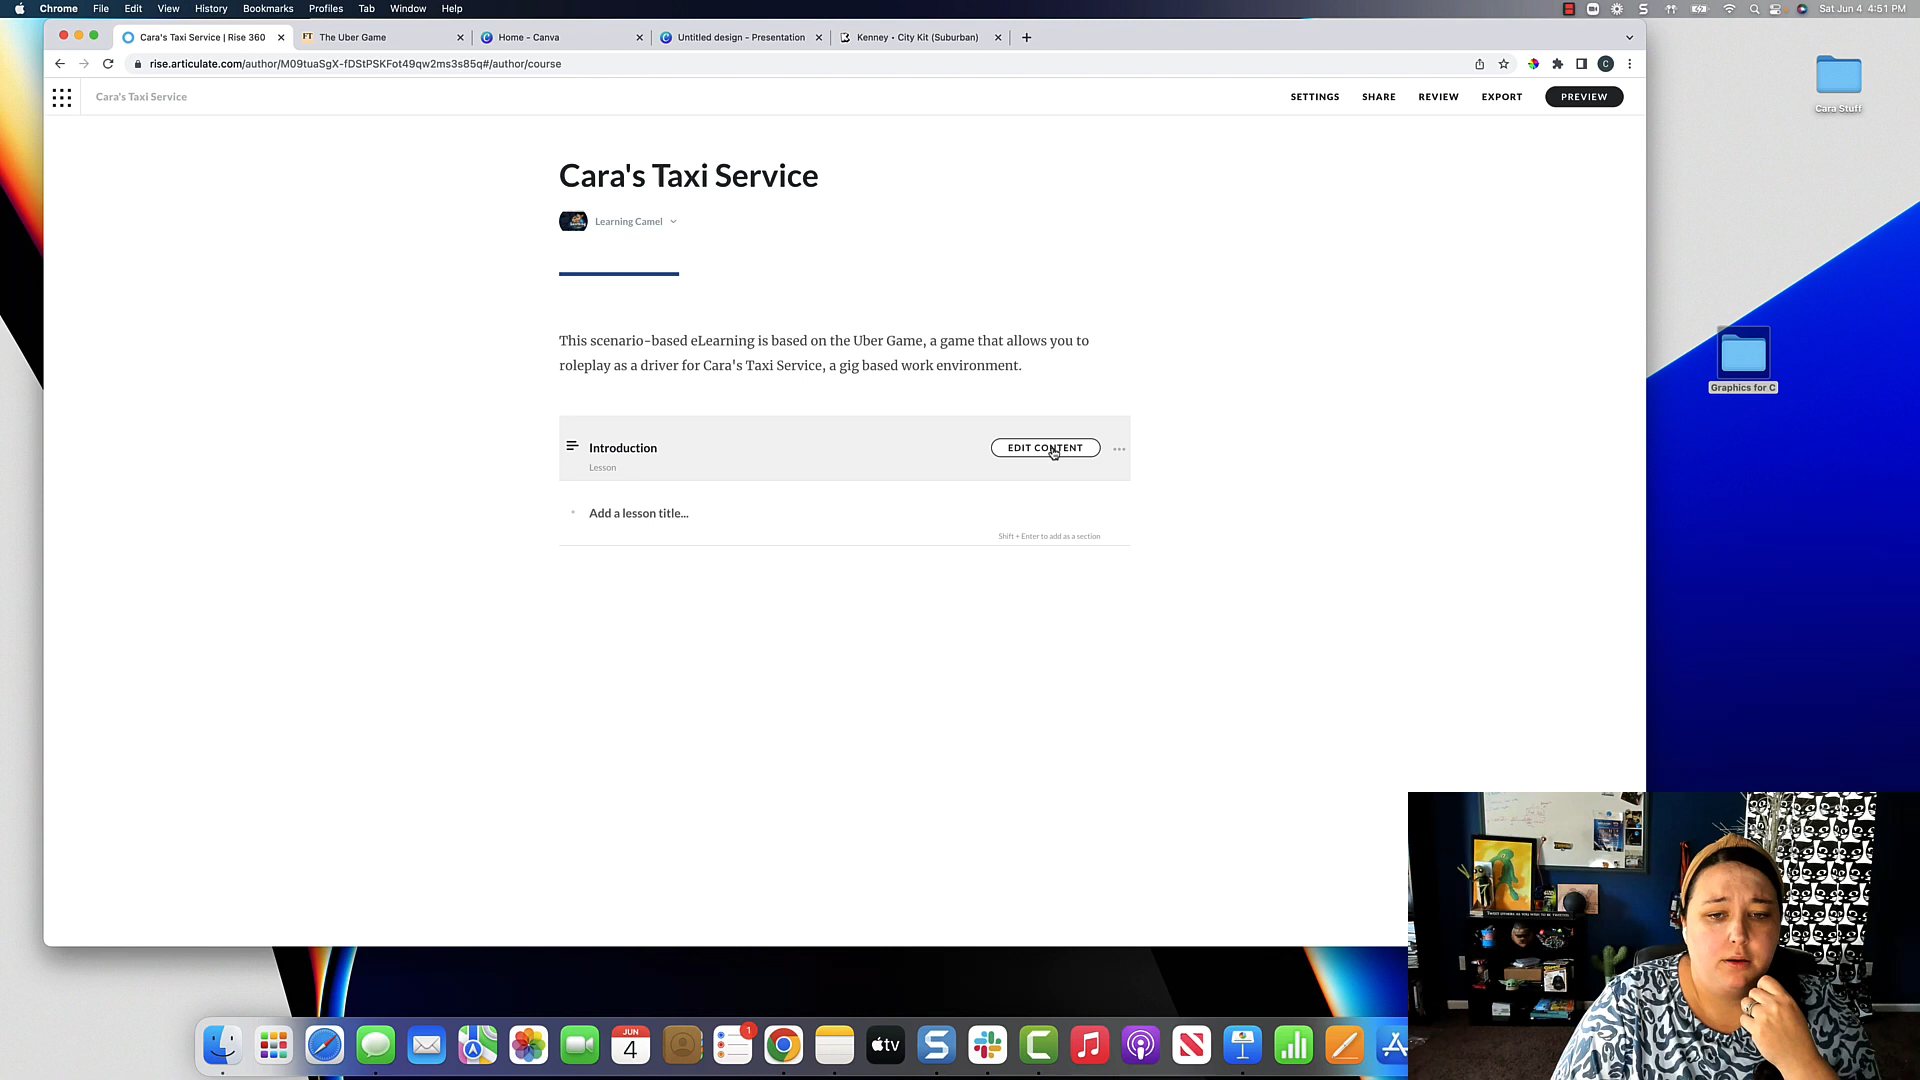 Chrome File Edit View History Bookmarks Profiles Tab Window Help
Sat Jun 4 4:51 PM
Cara's Taxi Service | Rise 360
FT The Uber Game
Home - Canva
Untitled design - Presentation
Kenney • City Kit (Suburban)
rise.articulate.com/author/M09tuaSgX-fDStPSKFot49qw2ms3s85q#/author/course
C
Cara's Taxi Service
SETTINGS SHARE REVIEW EXPORT PREVIEW
Cara Stuff
Cara's Taxi Service
Learning Camel
This scenario-based eLearning is based on the Uber Game, a game that allows you to
roleplay as a driver for Cara's Taxi Service, a gig based work environment.
Graphics for C
Introduction
EDIT CONTENT
Lesson
Add a lesson title...
Shift + Enter to add as a section
JUN
4
1
tv